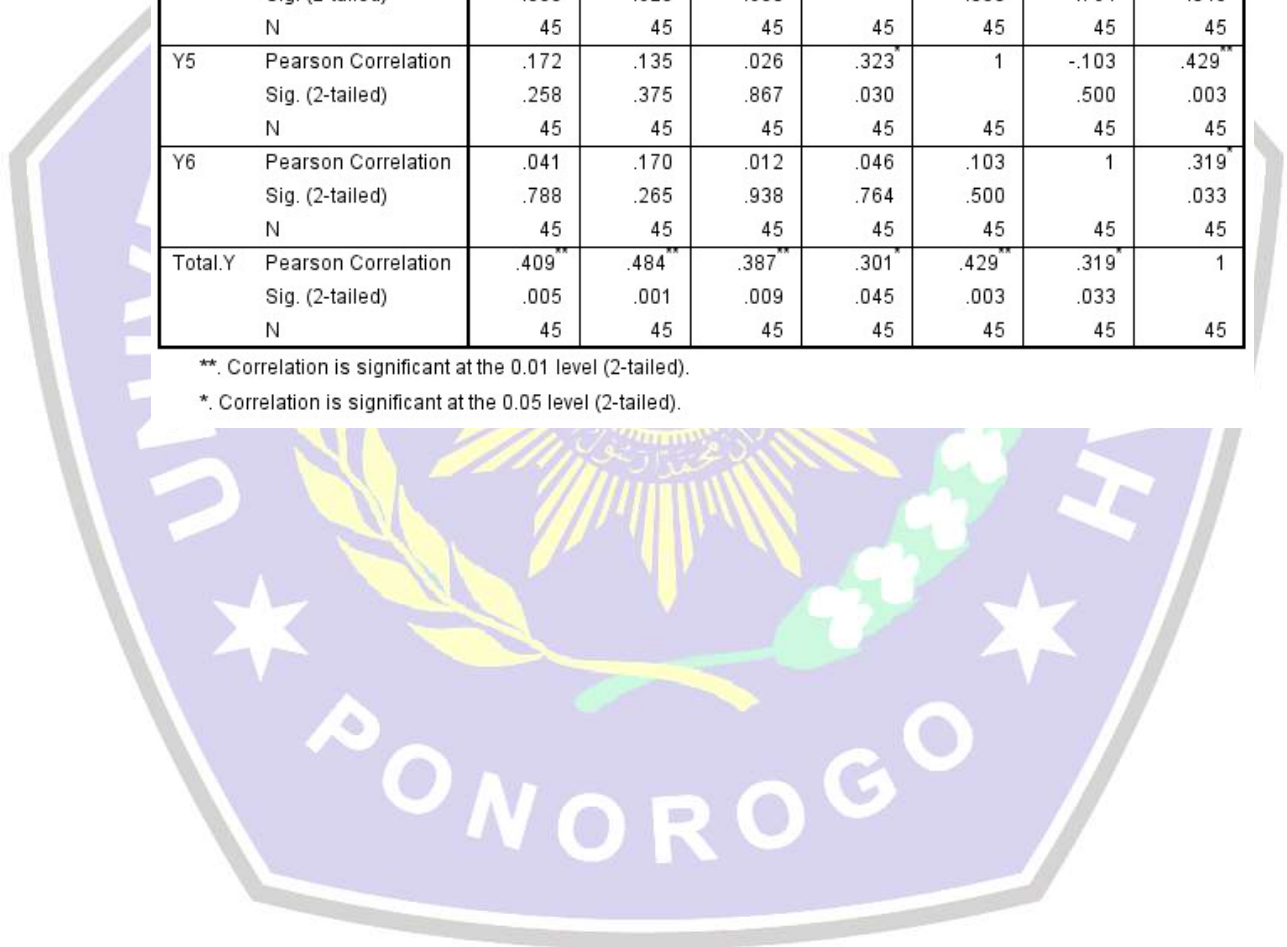 N 45 45 45 45 45 45 45
Y5 Pearson Correlation .172 .135 .026 .323* 1 -.103 .429**
Sig. (2-tailed) .258 .375 .867 .030 .500 .003
N 45 45 45 45 45 45 45
Y6 Pearson Correlation .041 .170 .012 .046 .103 1 .319*
Sig. (2-tailed) .788 .265 .938 .764 .500 .033
N 45 45 45 45 45 45 45
Total.Y Pearson Correlation .409** .484** .387** .301* .429** .319* 1
Sig. (2-tailed) .005 .001 .009 .045 .003 .033
N 45 45 45 45 45 45 45
**. Correlation is significant at the 0.01 level (2-tailed).
*. Correlation is significant at the 0.05 level (2-tailed).
PONOROGO